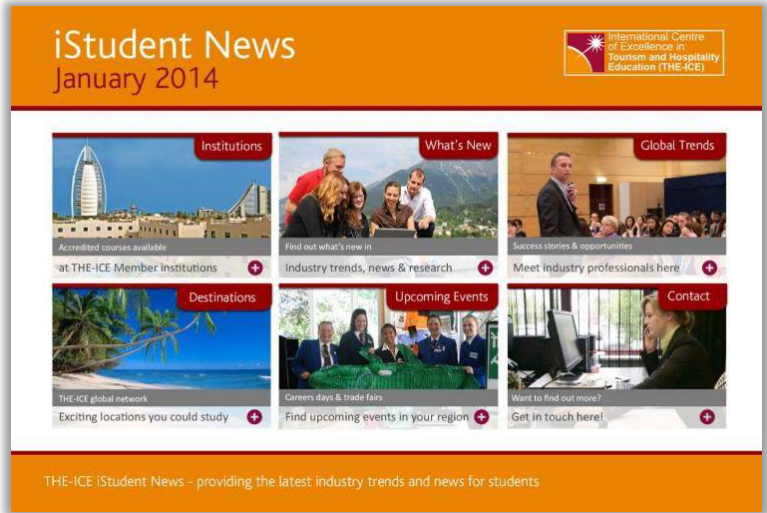 iStudent News
January 2014
International Centre
of Excellence in
Tourism and Hospitality
Education (THE-ICE)
Institutions
Accredited courses available
at THE-ICE Member institutions
What's New
Find out what's new in
Industry trends, news & research
Global Trends
Success stories & opportunities
Meet industry professionals here
Destinations
THE-ICE global network
Exciting locations you could study
Upcoming Events
Careers days & trade fairs
Find upcoming events in your region
Contact
Want to find out more?
Get in touch here!
THE-ICE iStudent News - providing the latest industry trends and news for students